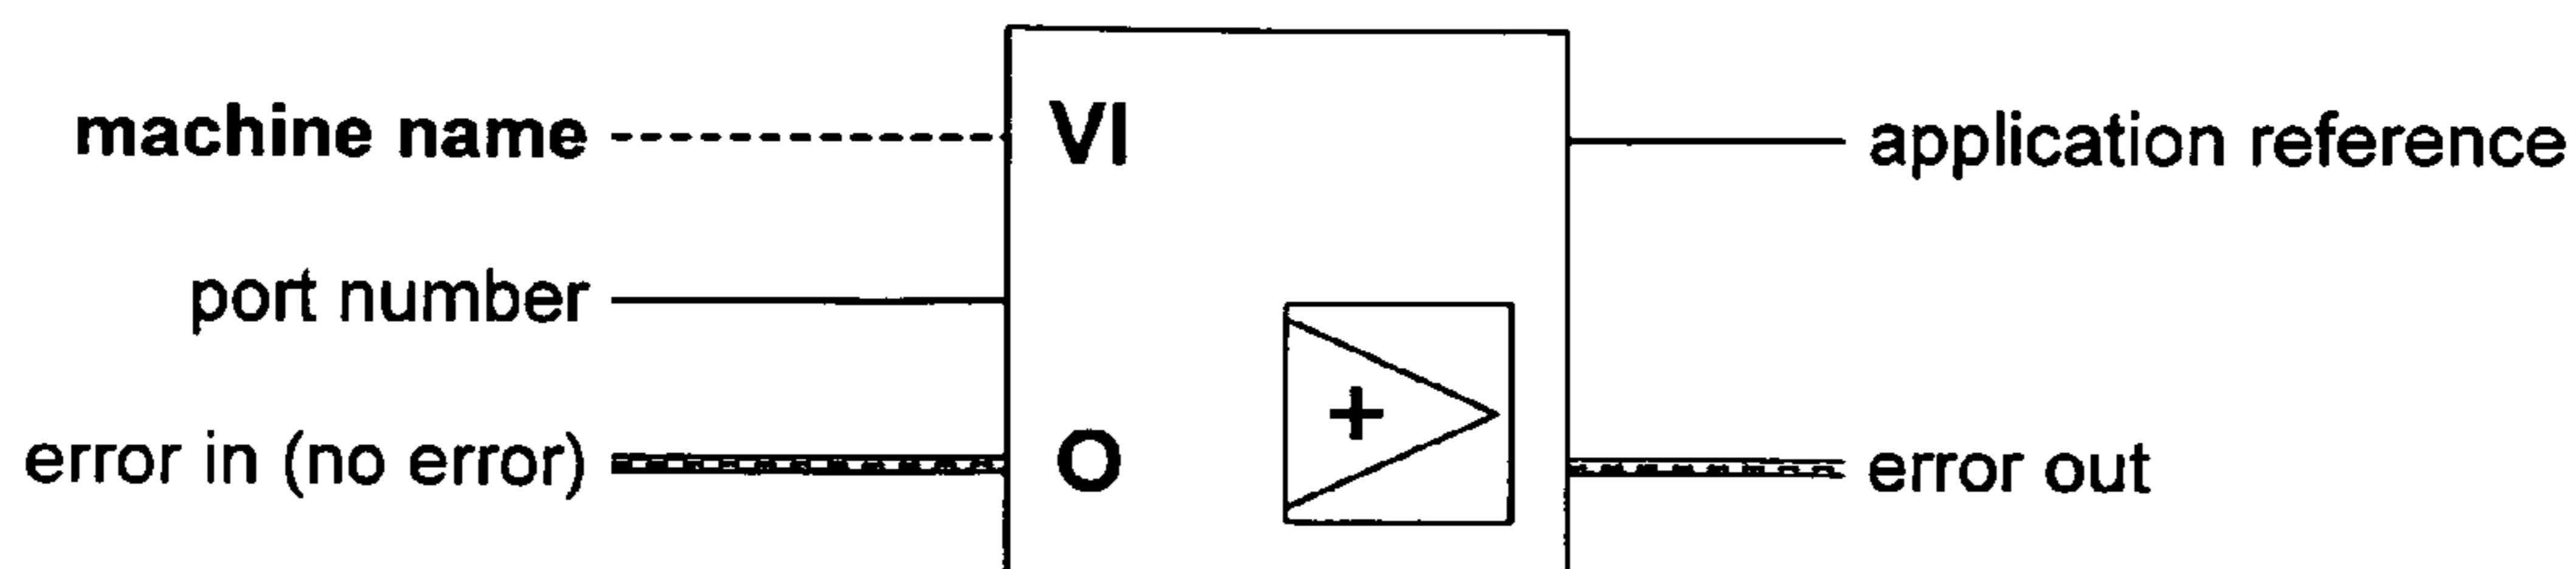 machine name VI application reference
port number
+
error in (no error) O error out